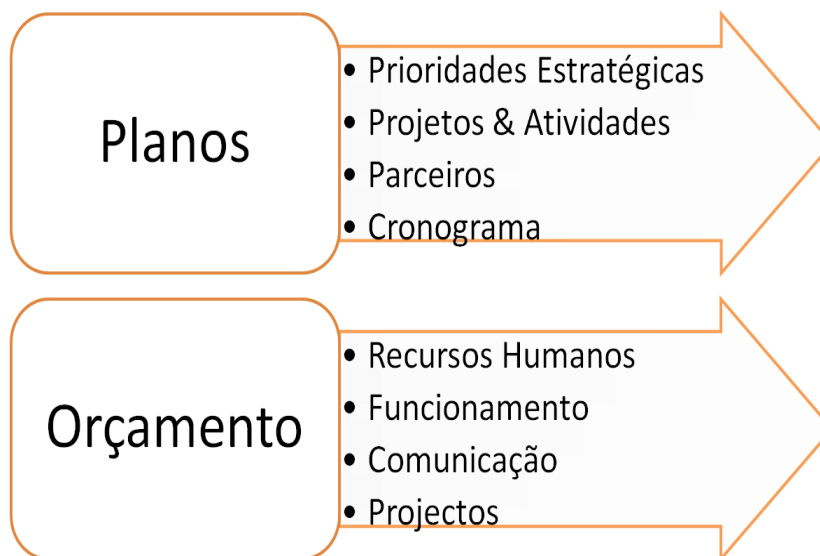 Planos
• Prioridades Estratégicas
• Projetos & Atividades
• Parceiros
• Cronograma
Orçamento
• Recursos Humanos
• Funcionamento
• Comunicação
• Projectos